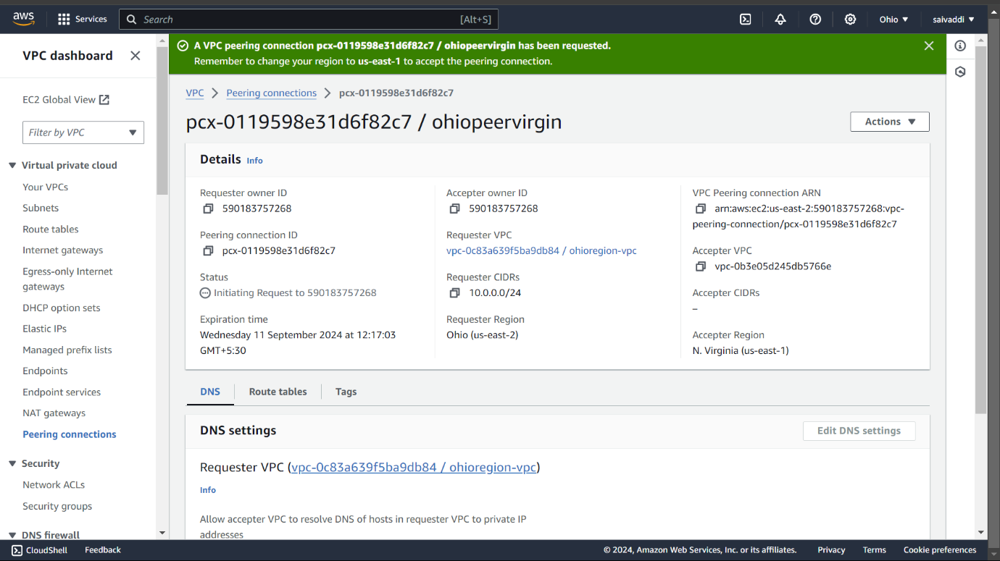 aws
Services
Search
[Alt+S]
Ohio
saivaddi
VPC dashboard
EC2 Global View
Filter by VPC
Virtual private cloud
Your VPCs
Subnets
Route tables
Internet gateways
Egress-only Internet
gateways
DHCP option sets
Elastic IPs
Managed prefix lists
Endpoints
Endpoint services
NAT gateways
Peering connections
Security
Network ACLs
Security groups
DNS firewall
A VPC peering connection pcx-0119598e31d6f82c7 / ohiopeervirgin has been requested.
Remember to change your region to us-east-1 to accept the peering connection.
VPC
Peering connections
pcx-0119598e31d6f82c7
pcx-0119598e31d6f82c7 / ohiopeervirgin
Actions
Details Info
Requester owner ID
590183757268
Peering connection ID
pcx-0119598e31d6f82c7
Status
Initiating Request to 590183757268
Expiration time
Wednesday 11 September 2024 at 12:17:03
GMT+5:30
Accepter owner ID
590183757268
Requester VPC
vpc-0c83a639f5ba9db84 / ohioregion-vpc
Requester CIDRs
10.0.0.0/24
Requester Region
Ohio (us-east-2)
VPC Peering connection ARN
arn:aws:ec2:us-east-2:590183757268:vpc-
peering-connection/pcx-0119598e31d6f82c7
Accepter VPC
vpc-0b3e05d245db5766e
Accepter CIDRs
–
Accepter Region
N. Virginia (us-east-1)
DNS
Route tables
Tags
DNS settings
Edit DNS settings
Requester VPC (vpc-0c83a639f5ba9db84 / ohioregion-vpc)
Info
Allow accepter VPC to resolve DNS of hosts in requester VPC to private IP
addresses
CloudShell
Feedback
© 2024, Amazon Web Services, Inc. or its affiliates.
Privacy
Terms
Cookie preferences